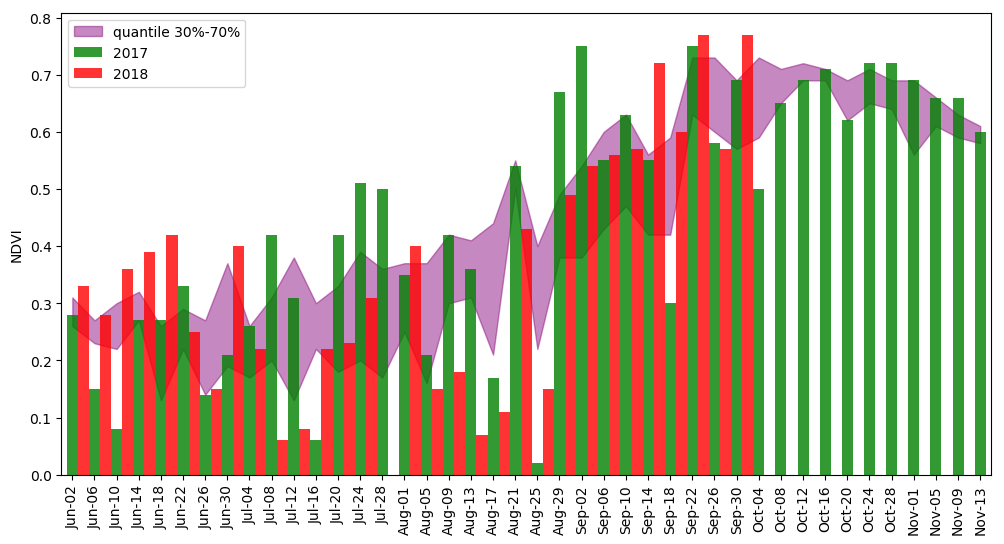 quantile 30%-70%
2017
2018
NDVI
0.8
0.7
0.6
0.5
0.4
0.3
0.2
0.1
0.0
Jun-02
Jun-06
Jun-10
Jun-14
Jun-18
Jun-22
Jun-26
Jun-30
Jul-04
Jul-08
Jul-12
Jul-16
Jul-20
Jul-24
Jul-28
Aug-01
Aug-05
Aug-09
Aug-13
Aug-17
Aug-21
Aug-25
Aug-29
Sep-02
Sep-06
Sep-10
Sep-14
Sep-18
Sep-22
Sep-26
Sep-30
Oct-04
Oct-08
Oct-12
Oct-16
Oct-20
Oct-24
Oct-28
Nov-01
Nov-05
Nov-09
Nov-13